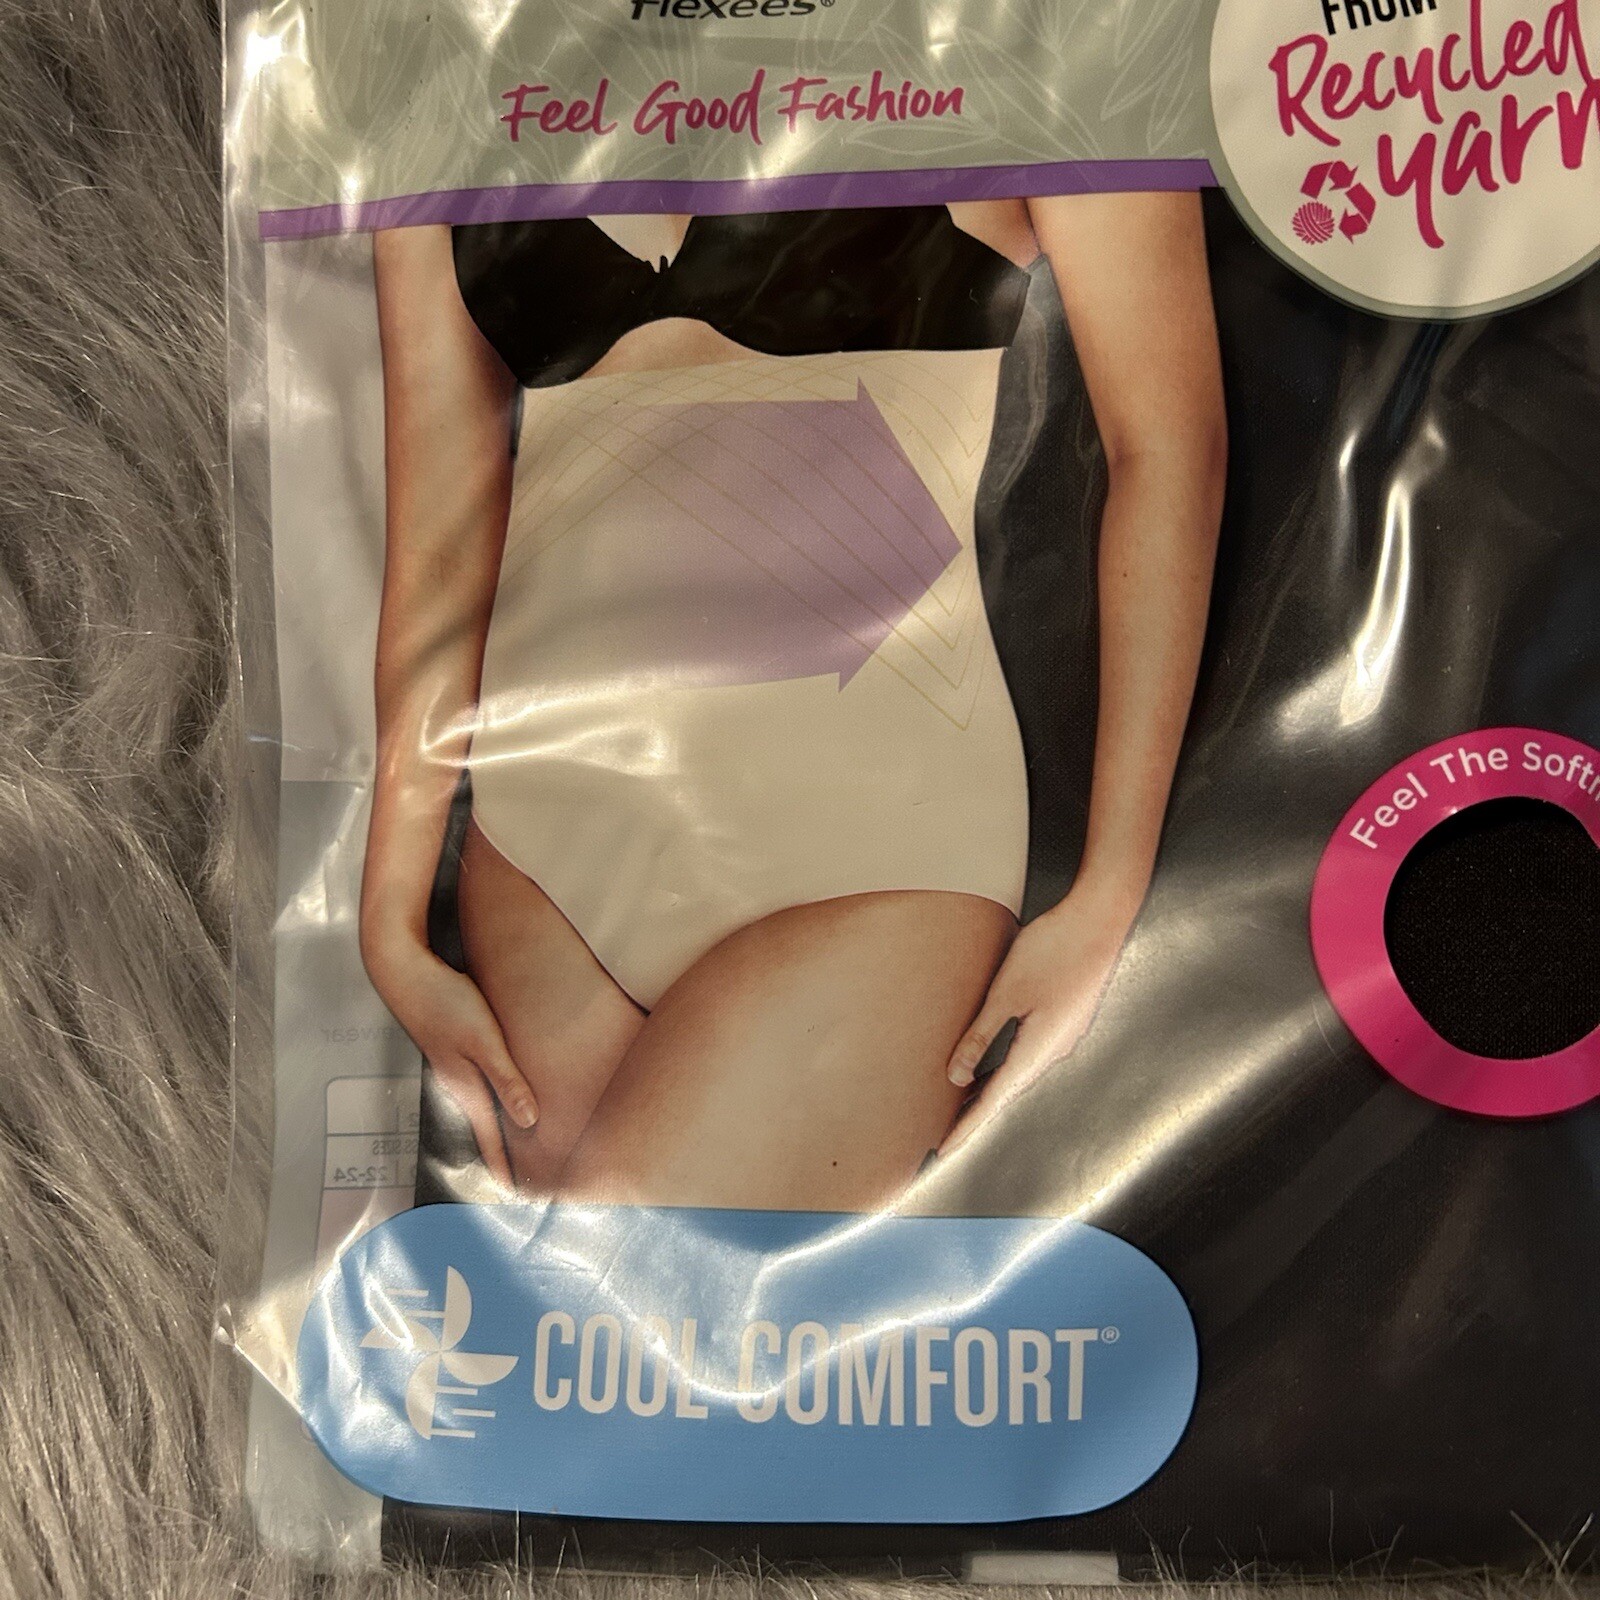 Flexees®
Feel Good Fashion
FROM
Recycled
yarn
Feel The Soft
22-24
COOL COMFORT®